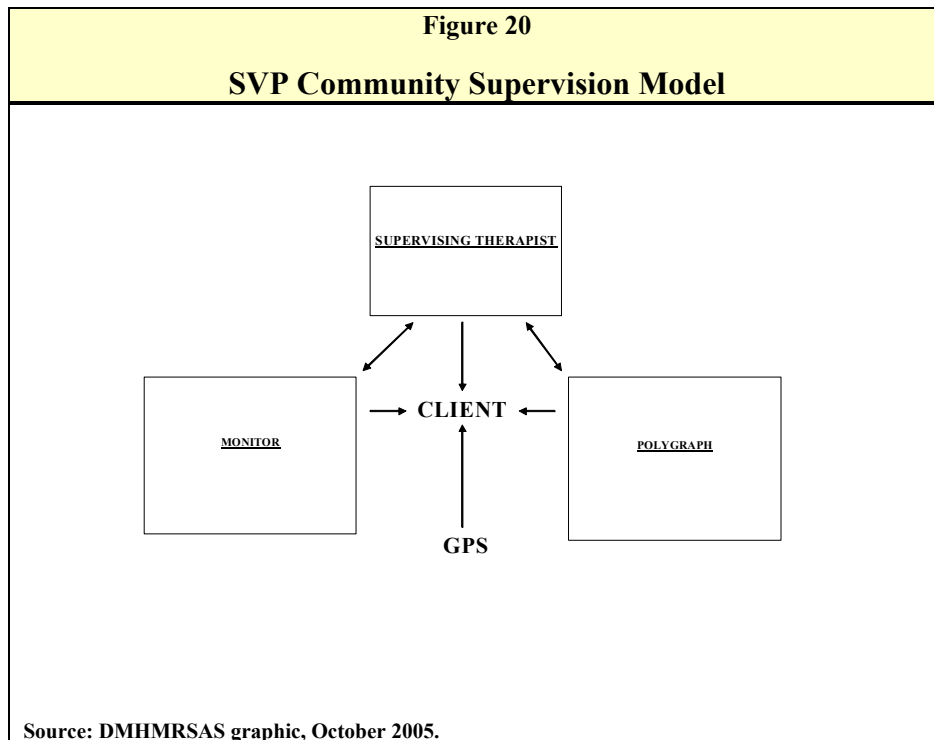 Figure 20
SVP Community Supervision Model
SUPERVISING THERAPIST
CLIENT
MONITOR
POLYGRAPH
GPS
Source: DMHMRSAS graphic, October 2005.